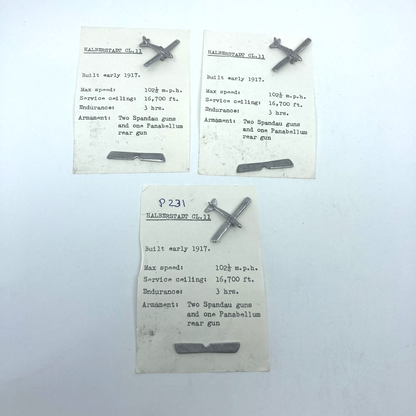 HALBERSTADT CL.11
Built early 1917.
Max speed: 102½ m.p.h.
Service ceiling: 16,700 ft.
Endurance: 3 hrs.
Armament: Two Spandau guns
and one Panabellum
rear gun
HALBERSTADT CL.11
Built early 1917.
Max speed: 102½ m.p.h.
Service ceiling: 16,700 ft.
Endurance: 3 hrs.
Armament: Two Spandau guns
and one Panabellum
rear gun
P231
HALBERSTADT CL.11
Built early 1917.
Max speed: 102½ m.p.h.
Service ceiling: 16,700 ft.
Endurance: 3 hrs.
Armament: Two Spandau guns
and one Panabellum
rear gun